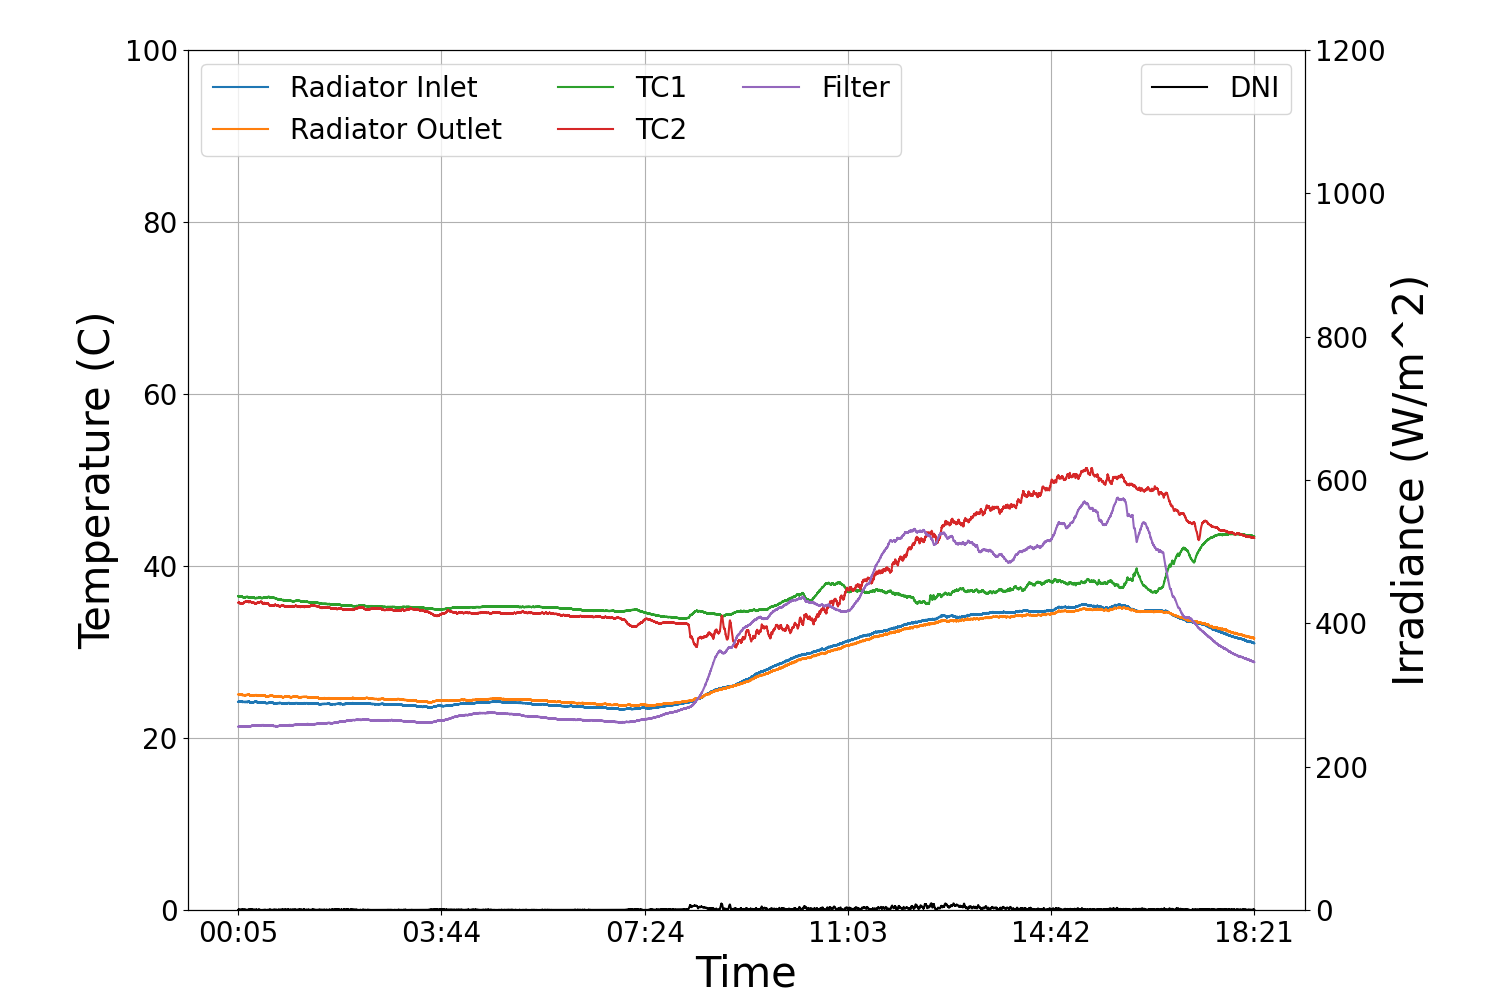 100
80
60
40
20
0
Temperature (C)
Radiator Inlet
Radiator Outlet
TC1
TC2
Filter
DNI
1200
1000
800
600
400
200
0
Irradiance (W/m^2)
00:05 03:44 07:24 11:03 14:42 18:21
Time